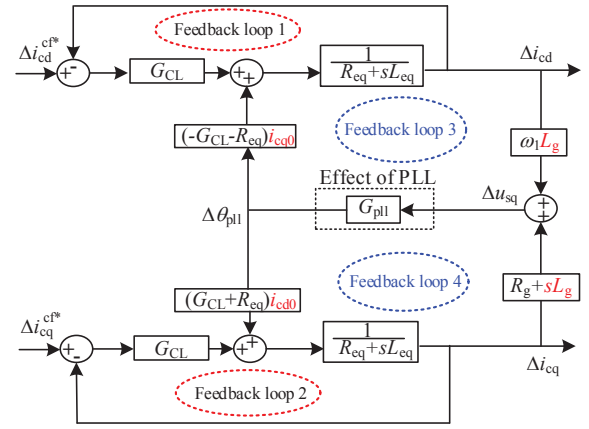 Feedback loop 1
Δi_cd^cf*
+ -
G_CL
+ +
1
R_eq+sL_eq
Δi_cd
(-G_CL-R_eq)i_cq0
Feedback loop 3
ω_1L_g
Effect of PLL
Δθ_pll
G_pll
Δu_sq
+
+
Feedback loop 4
R_g+sL_g
(G_CL+R_eq)i_cd0
Δi_cq^cf*
+
-
G_CL
+ +
1
R_eq+sL_eq
Δi_cq
Feedback loop 2